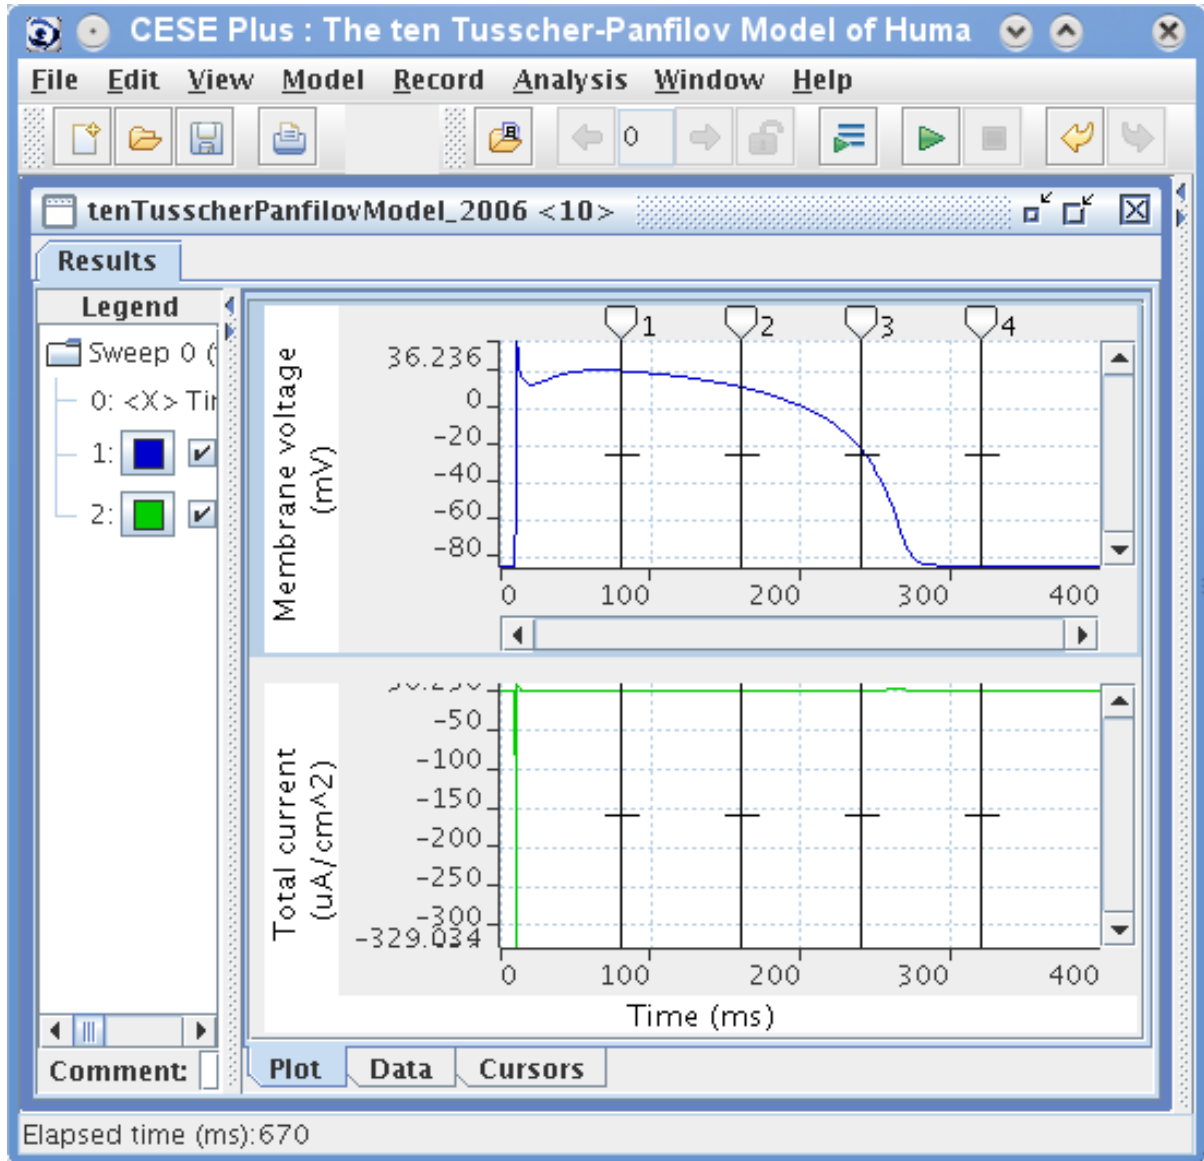 CESE Plus : The ten Tusscher-Panfilov Model of Huma
File Edit View Model Record Analysis Window Help
0
tenTusscherPanfilovModel_2006 <10>
Results
Legend
Sweep 0 (
0: <X> Tir
1:
2:
1 2 3 4
Membrane voltage
(mV)
36.236
0
-20
-40
-60
-80
0 100 200 300 400
Total current
(uA/cm^2)
-50
-100
-150
-200
-250
-300
-329.034
0 100 200 300 400
Time (ms)
Comment:
Plot Data Cursors
Elapsed time (ms):670